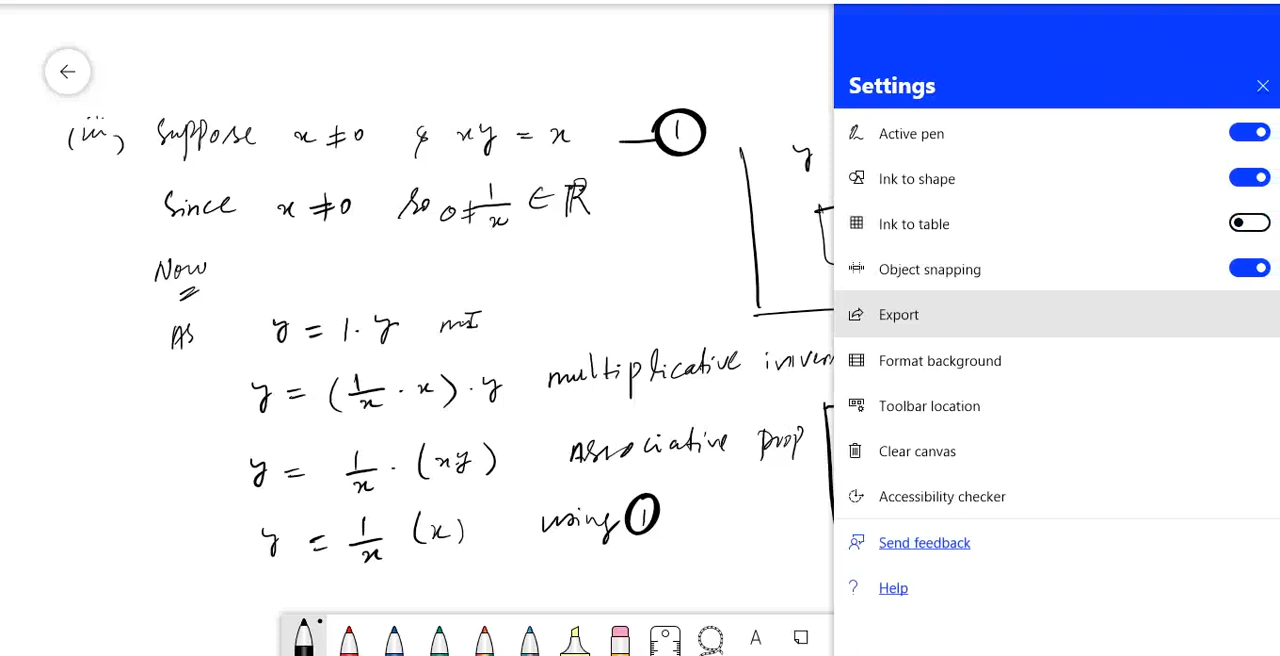 (iii) Suppose x ≠ 0 & xy = x — ①
Since x ≠ 0 so 0 ≠ 1/x ∈ ℝ
Now
As y = 1 · y mI
y = (1/x · x) · y multiplicative inver
y = 1/x · (xy) Associative prop
y = 1/x (x) using ①
y
Settings
Active pen
Ink to shape
Ink to table
Object snapping
Export
Format background
Toolbar location
Clear canvas
Accessibility checker
Send feedback
Help